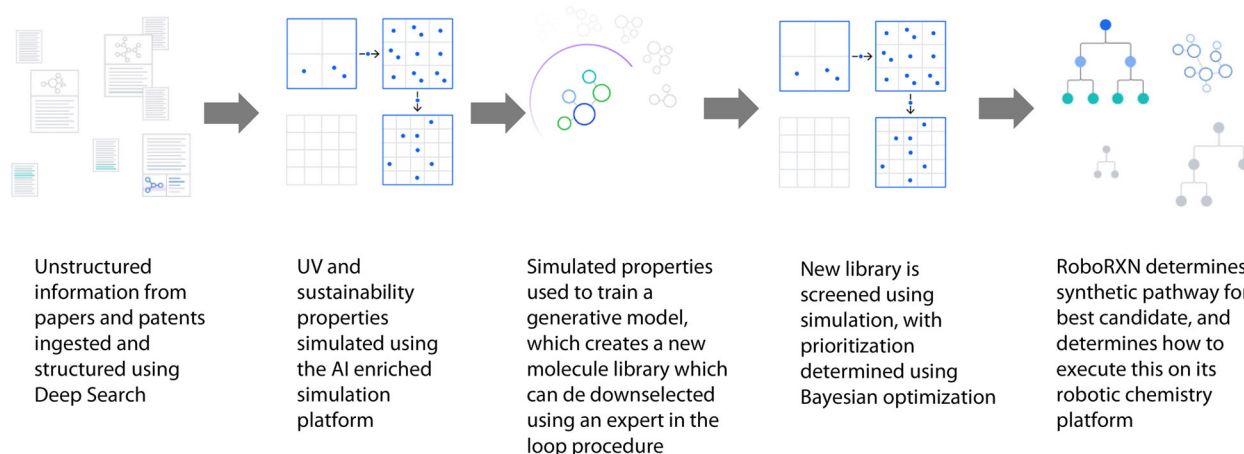 Unstructured
information from
papers and patents
ingested and
structured using
Deep Search
UV and
sustainability
properties
simulated using
the AI enriched
simulation
platform
Simulated properties
used to train a
generative model,
which creates a new
molecule library which
can de downselected
using an expert in the
loop procedure
New library is
screened using
simulation, with
prioritization
determined using
Bayesian optimization
RoboRXN determines
synthetic pathway for
best candidate, and
determines how to
execute this on its
robotic chemistry
platform